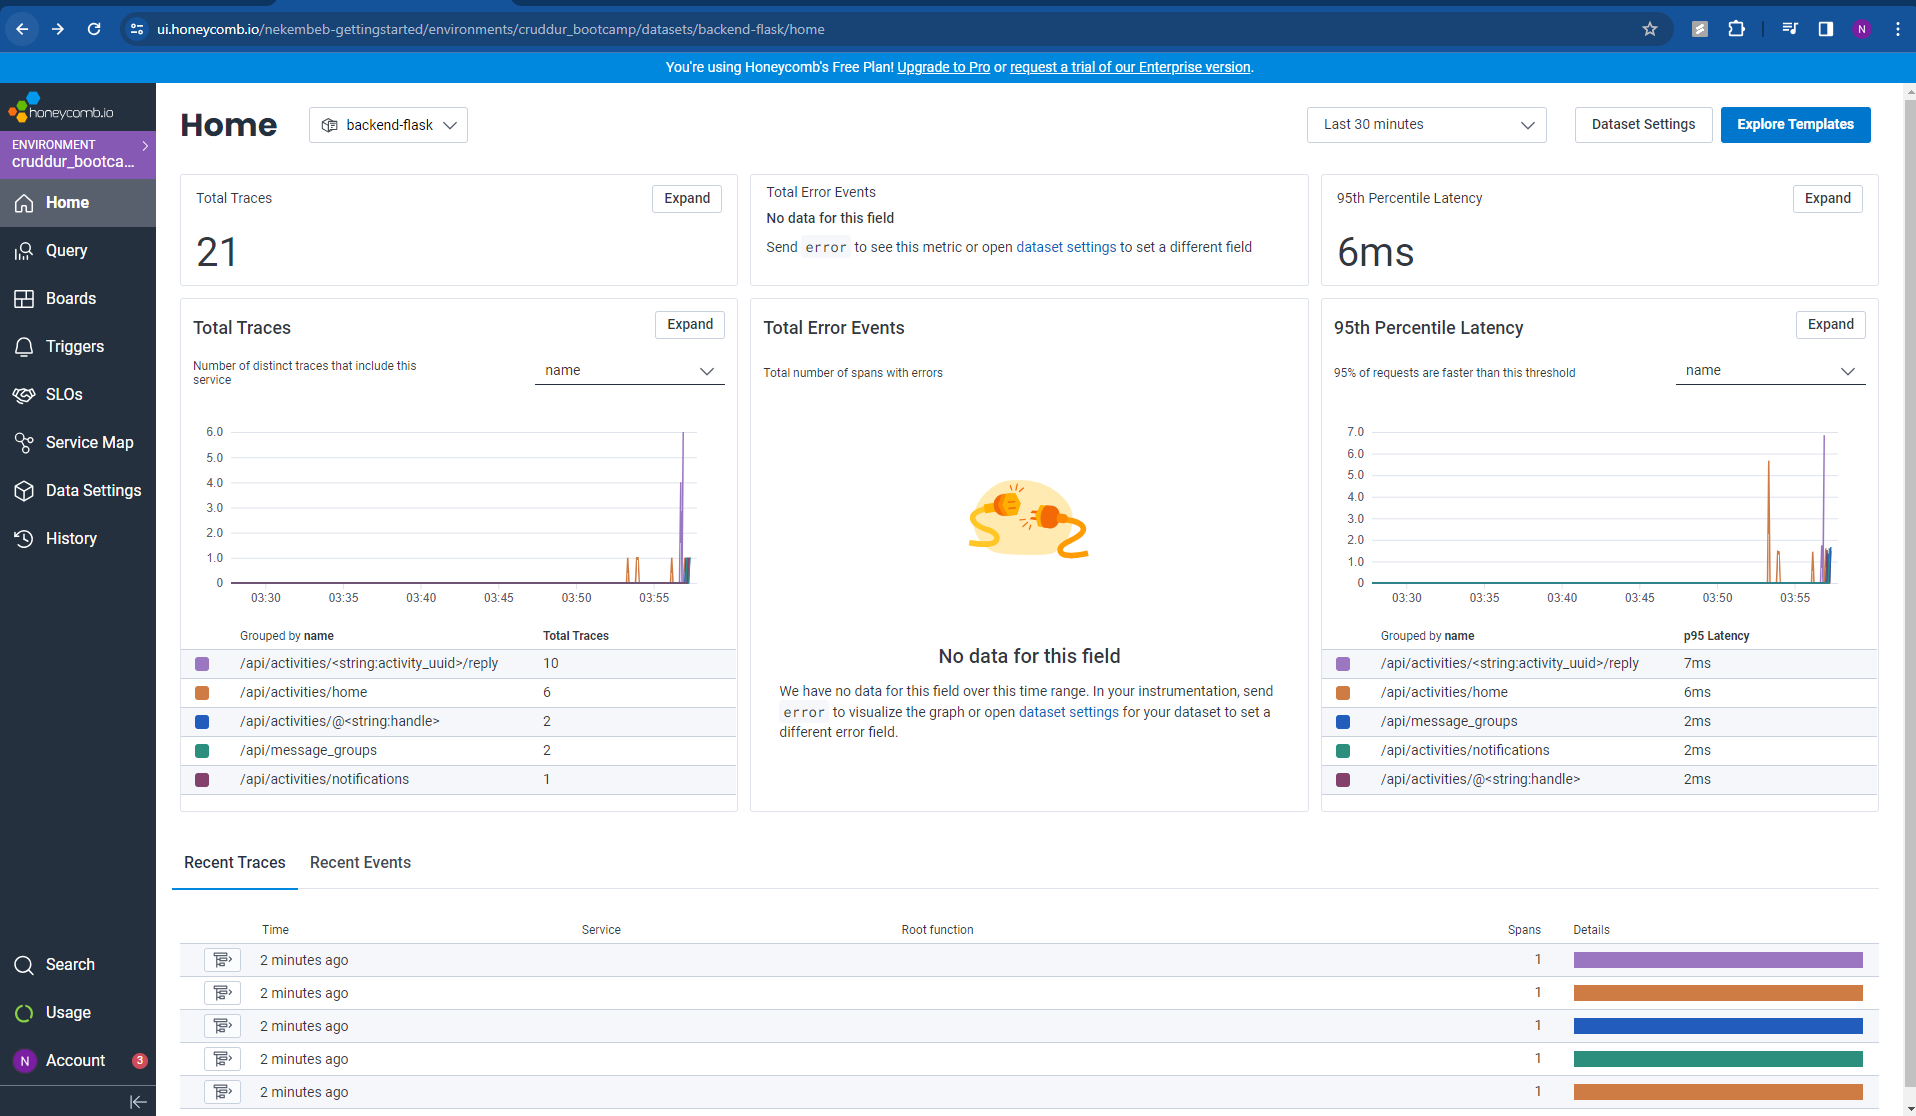 ui.honeycomb.io/nekembeb-gettingstarted/environments/cruddur_bootcamp/datasets/backend-flask/home
N
You're using Honeycomb's Free Plan! Upgrade to Pro or request a trial of our Enterprise version.
honeycomb.io
ENVIRONMENT
cruddur_bootca...
Home
Query
Boards
Triggers
SLOs
Service Map
Data Settings
History
Search
Usage
N Account 3
Home backend-flask Last 30 minutes Dataset Settings Explore Templates
Total Traces Expand
21
Total Error Events
No data for this field
Send error to see this metric or open dataset settings to set a different field
95th Percentile Latency Expand
6ms
Total Traces Expand
Number of distinct traces that include this
service
name
6.0
5.0
4.0
3.0
2.0
1.0
0
03:30 03:35 03:40 03:45 03:50 03:55
Grouped by name Total Traces
/api/activities/<string:activity_uuid>/reply 10
/api/activities/home 6
/api/activities/@<string:handle> 2
/api/message_groups 2
/api/activities/notifications 1
Total Error Events
Total number of spans with errors
No data for this field
We have no data for this field over this time range. In your instrumentation, send
error to visualize the graph or open dataset settings for your dataset to set a
different error field.
95th Percentile Latency Expand
95% of requests are faster than this threshold
name
7.0
6.0
5.0
4.0
3.0
2.0
1.0
0
03:30 03:35 03:40 03:45 03:50 03:55
Grouped by name p95 Latency
/api/activities/<string:activity_uuid>/reply 7ms
/api/activities/home 6ms
/api/message_groups 2ms
/api/activities/notifications 2ms
/api/activities/@<string:handle> 2ms
Recent Traces Recent Events
Time Service Root function Spans Details
2 minutes ago 1
2 minutes ago 1
2 minutes ago 1
2 minutes ago 1
2 minutes ago 1